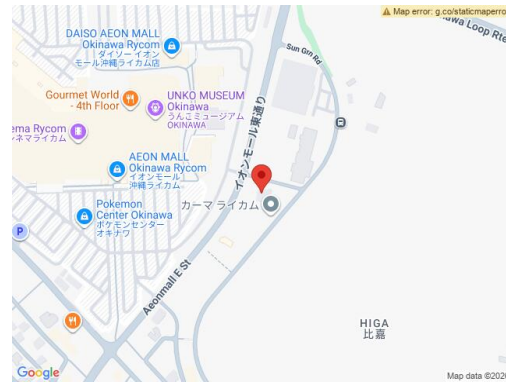 Map error: g.co/staticmaperro
DAISO AEON MALL
Okinawa Rycom
ダイソー イオン
モール沖縄ライカム店
awa Loop Rte
Sun Gin Rd
Gourmet World
- 4th Floor
UNKO MUSEUM
Okinawa
うんこミュージアム
OKINAWA
イオンモール東通り
ema Rycom
シネマライカム
AEON MALL
Okinawa Rycom
イオンモール
沖縄ライカム
Pokemon
Center Okinawa
ポケモンセンター
オキナワ
カーマ ライカム
P
Aeonmall E St
HIGA
比嘉
Google
Map data ©2020